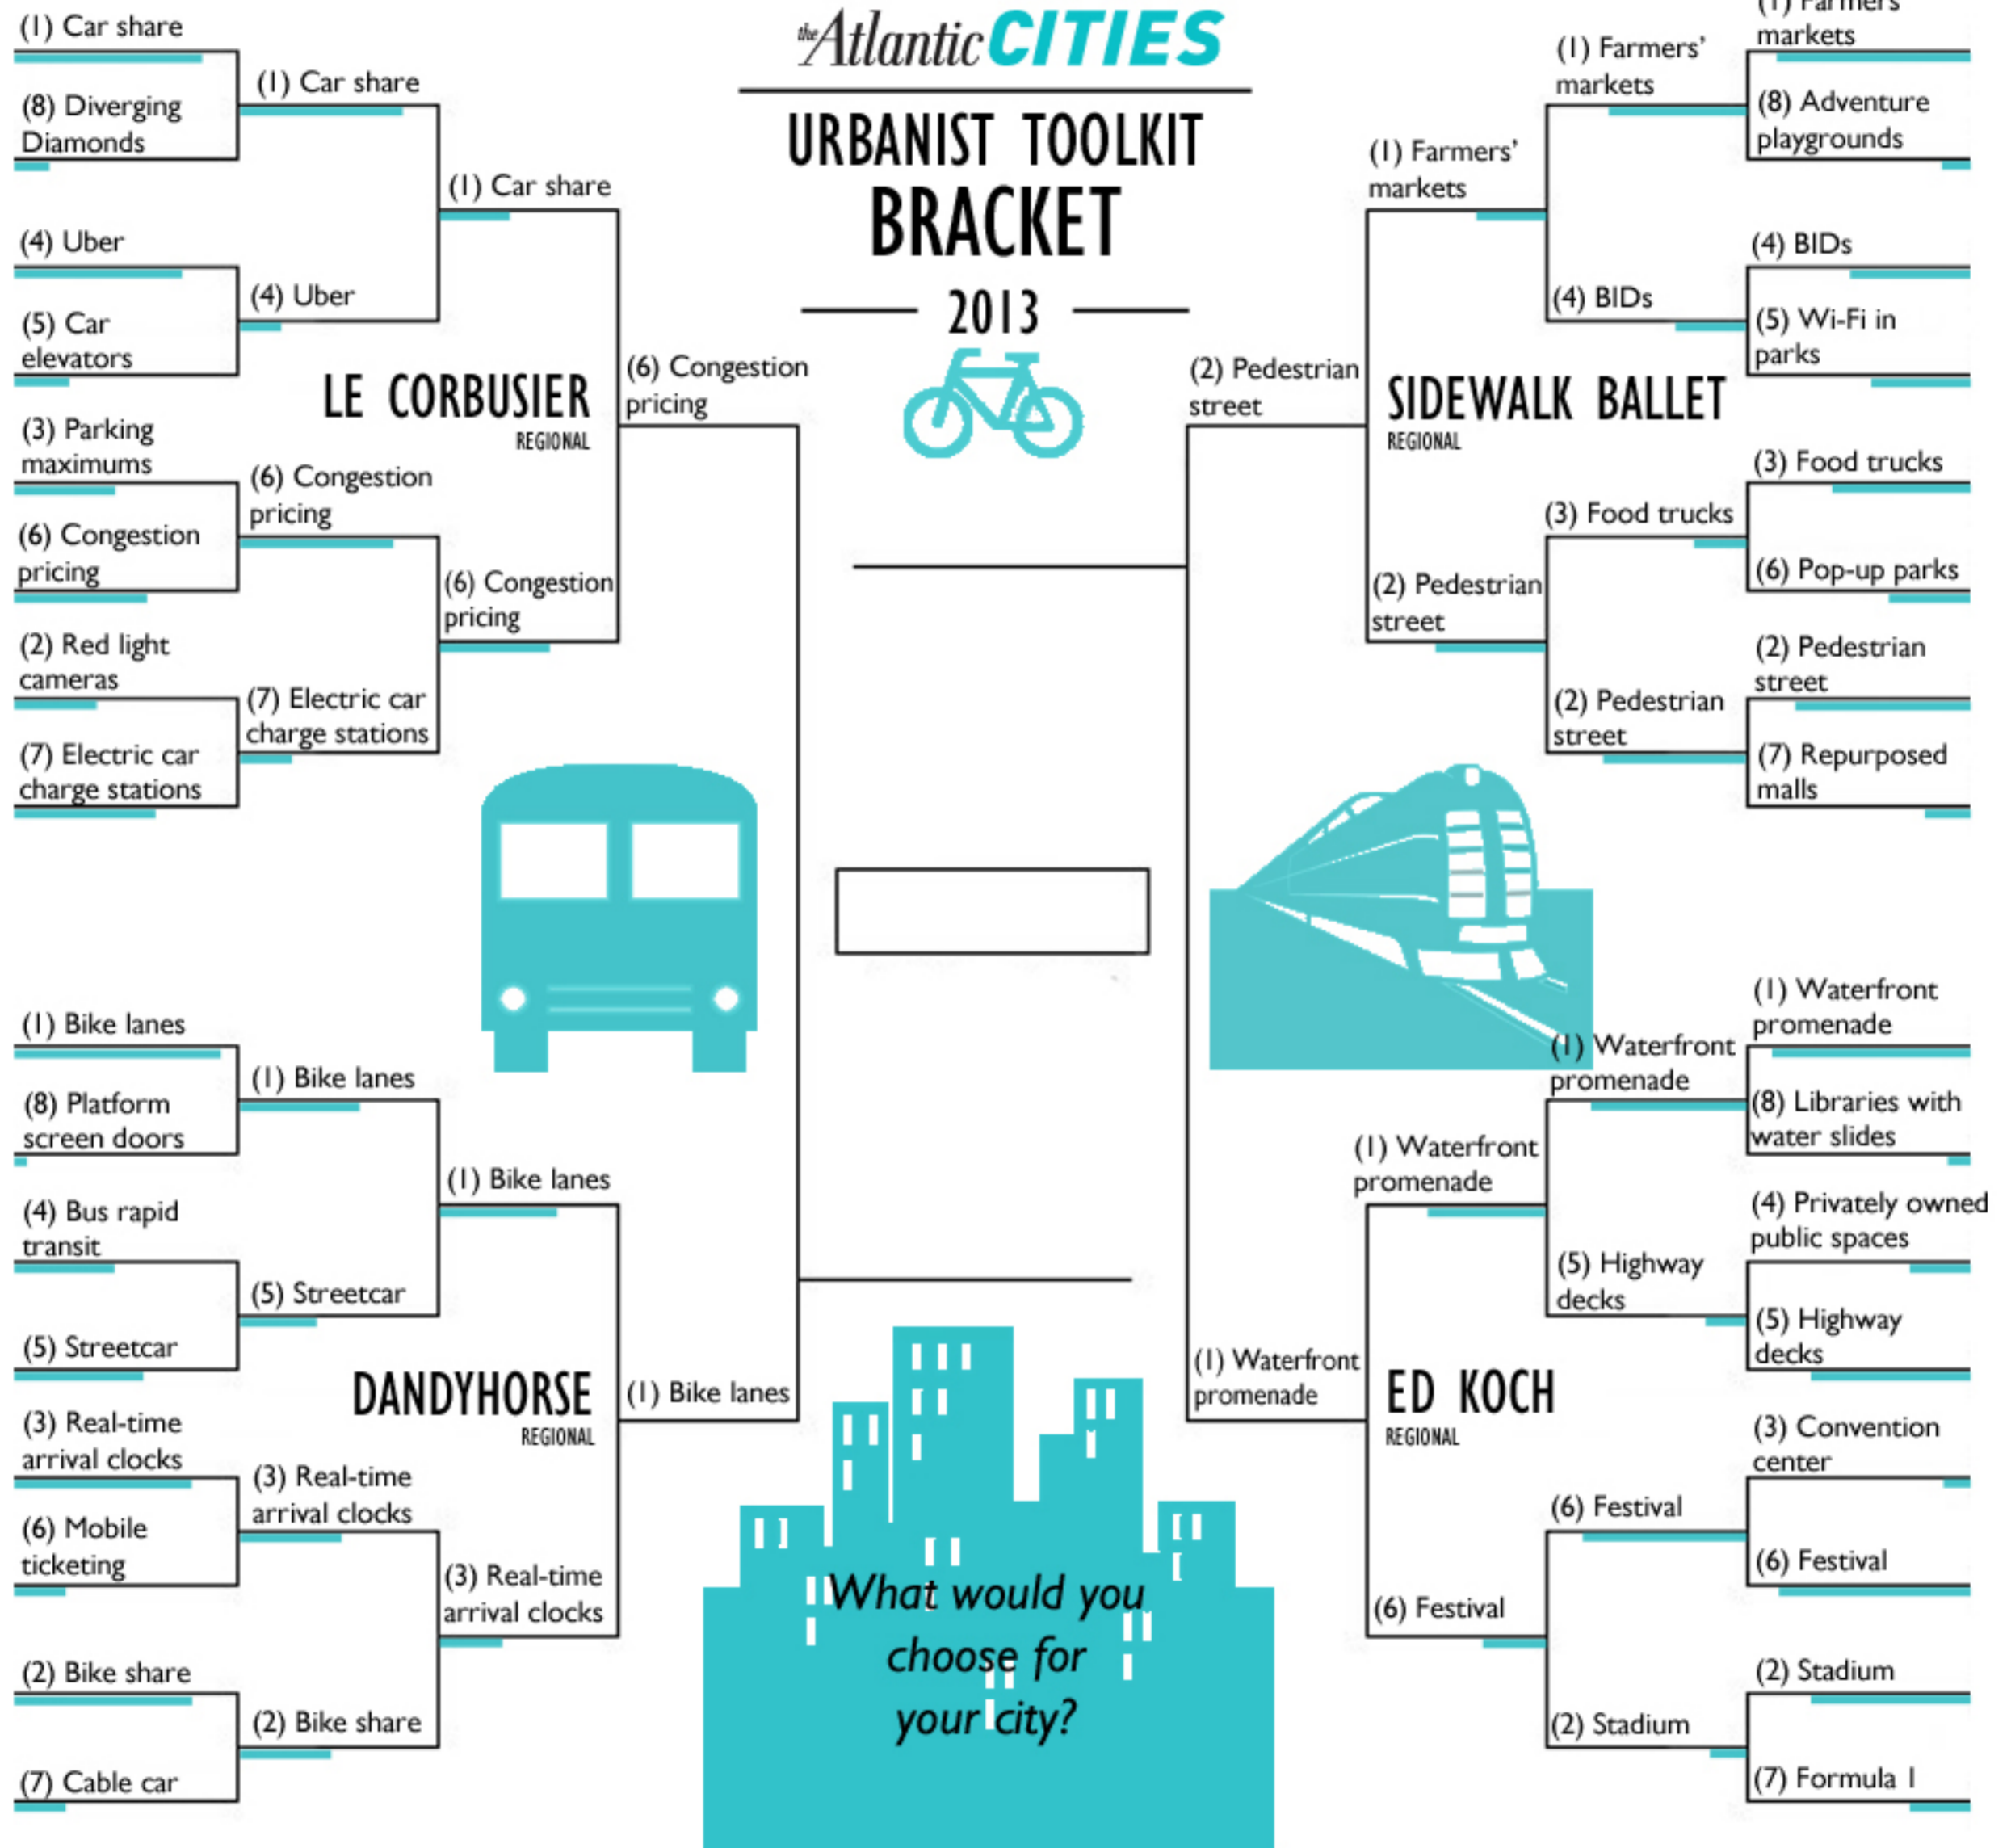 the Atlantic CITIES
URBANIST TOOLKIT
BRACKET
2013
(1) Car share
(8) Diverging
Diamonds
(4) Uber
(5) Car
elevators
(3) Parking
maximums
(6) Congestion
pricing
(2) Red light
cameras
(7) Electric car
charge stations
(1) Car share
(4) Uber
(6) Congestion
pricing
(7) Electric car
charge stations
(1) Car share
(6) Congestion
pricing
LE CORBUSIER
REGIONAL
(6) Congestion
pricing
(1) Bike lanes
(8) Platform
screen doors
(4) Bus rapid
transit
(5) Streetcar
(3) Real-time
arrival clocks
(6) Mobile
ticketing
(2) Bike share
(7) Cable car
(1) Bike lanes
(5) Streetcar
(3) Real-time
arrival clocks
(2) Bike share
(1) Bike lanes
(3) Real-time
arrival clocks
DANDYHORSE
REGIONAL
(1) Bike lanes
(2) Pedestrian
street
SIDEWALK BALLET
REGIONAL
(1) Farmers'
markets
(2) Pedestrian
street
(1) Farmers'
markets
(4) BIDs
(3) Food trucks
(2) Pedestrian
street
(1) Farmers
markets
(8) Adventure
playgrounds
(4) BIDs
(5) Wi-Fi in
parks
(3) Food trucks
(6) Pop-up parks
(2) Pedestrian
street
(7) Repurposed
malls
(1) Waterfront
promenade
ED KOCH
REGIONAL
(1) Waterfront
promenade
(6) Festival
(1) Waterfront
promenade
(5) Highway
decks
(6) Festival
(2) Stadium
(1) Waterfront
promenade
(8) Libraries with
water slides
(4) Privately owned
public spaces
(5) Highway
decks
(3) Convention
center
(6) Festival
(2) Stadium
(7) Formula 1
What would you
choose for
your city?